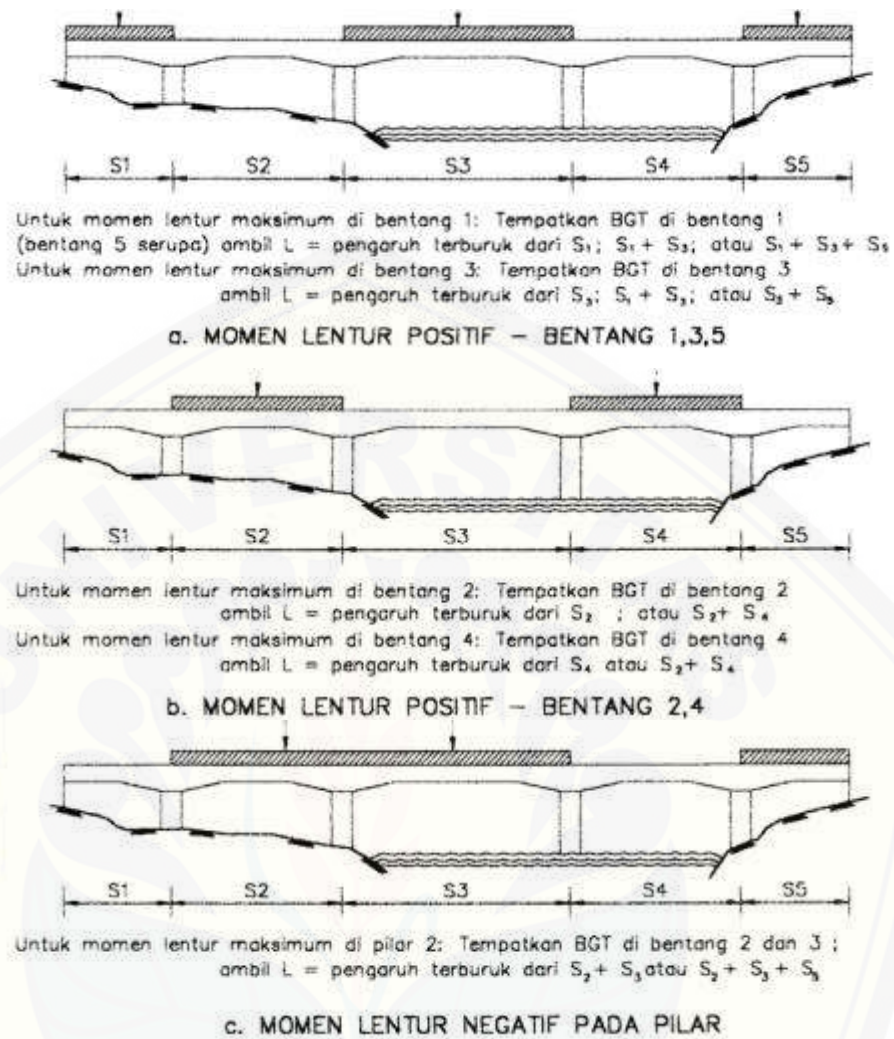 S1 S2 S3 S4 S5
Untuk momen lentur maksimum di bentang 1: Tempatkan BGT di bentang 1
(bentang 5 serupa) ambil L = pengaruh terburuk dari S₁; S₁ + S₃; atau S₁ + S₃ + S₅
Untuk momen lentur maksimum di bentang 3: Tempatkan BGT di bentang 3
ambil L = pengaruh terburuk dari S₃; S₁ + S₃; atau S₃ + S₅
a. MOMEN LENTUR POSITIF – BENTANG 1,3,5
S1 S2 S3 S4 S5
Untuk momen lentur maksimum di bentang 2: Tempatkan BGT di bentang 2
ambil L = pengaruh terburuk dari S₂ ; atau S₂+ S₄
Untuk momen lentur maksimum di bentang 4: Tempatkan BGT di bentang 4
ambil L = pengaruh terburuk dari S₄ atau S₂+ S₄
b. MOMEN LENTUR POSITIF – BENTANG 2,4
S1 S2 S3 S4 S5
Untuk momen lentur maksimum di pilar 2: Tempatkan BGT di bentang 2 dan 3 ;
ambil L = pengaruh terburuk dari S₂+ S₃ atau S₂ + S₃ + S₅
c. MOMEN LENTUR NEGATIF PADA PILAR
UNIVERSITAS